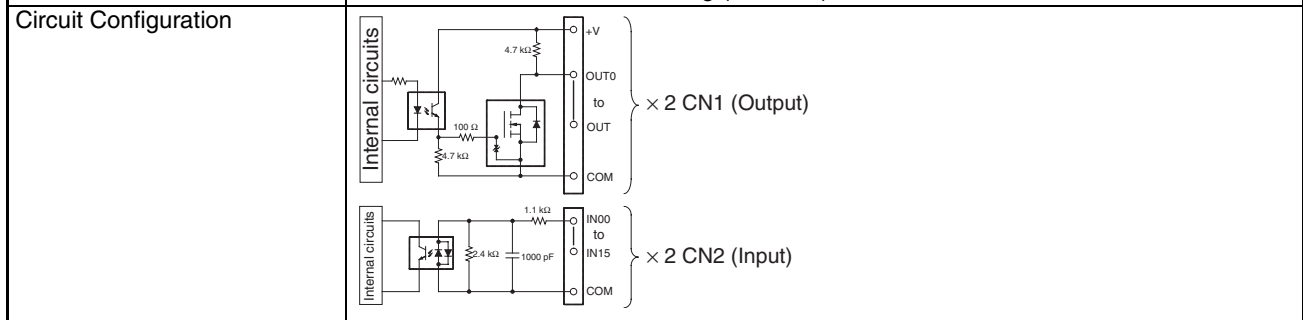 Circuit Configuration
Internal circuits
4.7 kΩ
100 Ω
4.7 kΩ
+V
OUT0
to
OUT
COM
× 2 CN1 (Output)
Internal circuits
1.1 kΩ
2.4 kΩ
1000 pF
IN00
to
IN15
COM
× 2 CN2 (Input)